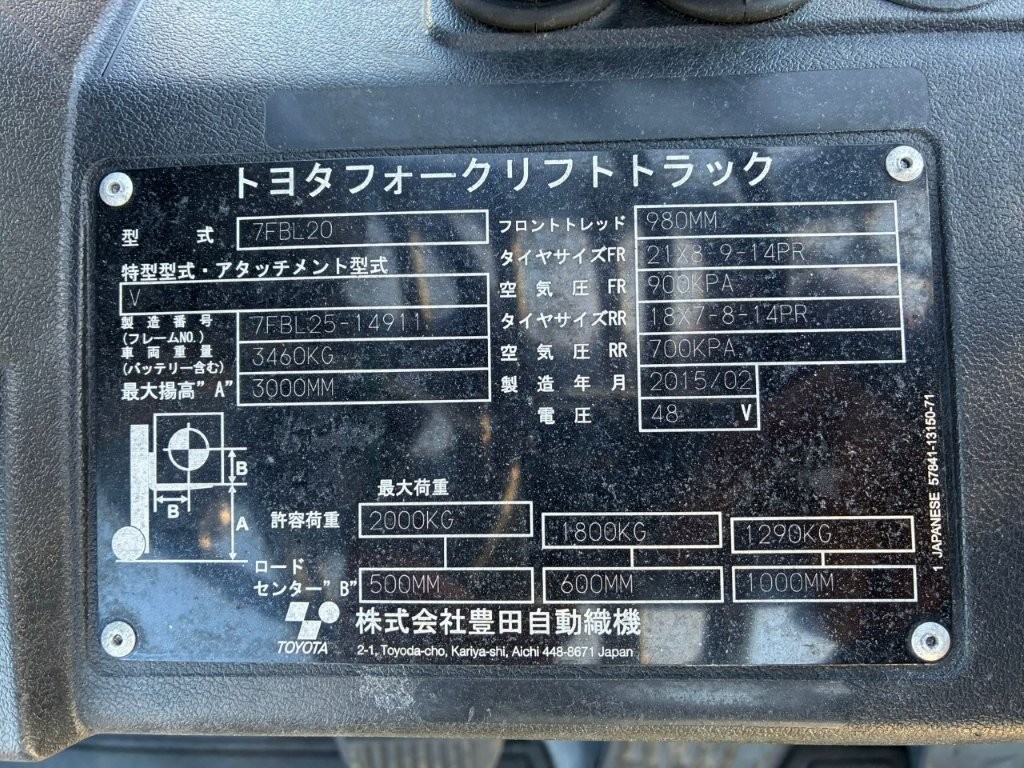 トヨタフォークリフトトラック
型 式 7FBL20
特型型式・アタッチメント型式
V
製造番号 (フレームNO.) 7FBL25-14911
車両重量 (バッテリー含む) 3460KG
最大揚高"A" 3000MM
フロントトレッド 980MM
タイヤサイズFR 21X8-9-14PR
空気圧 FR 900KPA
タイヤサイズRR 18X7-8-14PR
空気圧 RR 700KPA
製造年月 2015/02
電圧 48 V
B
B
A
最大荷重
許容荷重 2000KG 1800KG 1290KG
ロード
センター"B" 500MM 600MM 1000MM
TOYOTA
株式会社豊田自動織機
2-1, Toyoda-cho, Kariya-shi, Aichi 448-8671 Japan
1 JAPANESE 57841-13150-71